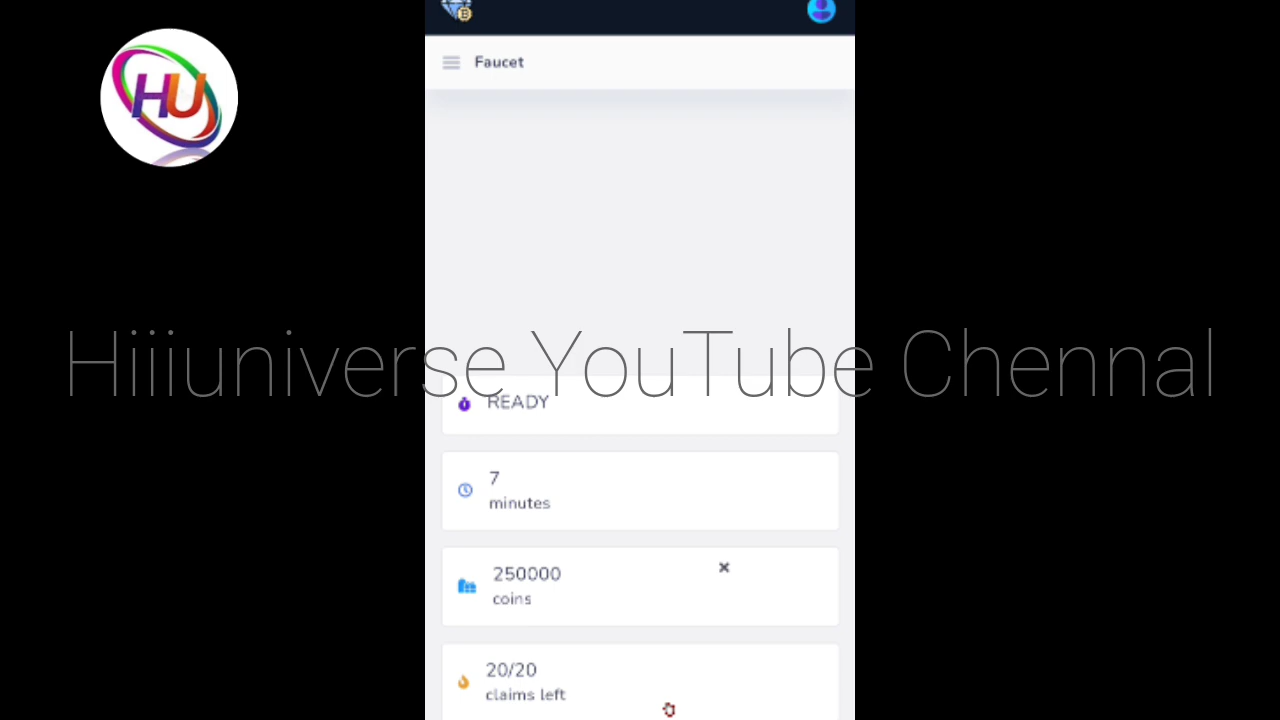 HU
Faucet
Hiiiuniverse YouTube Chennal
READY
7
minutes
250000
coins
20/20
claims left